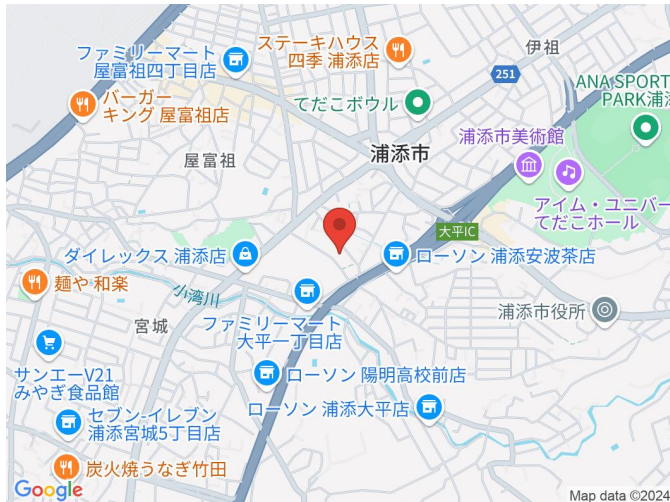 ファミリーマート
屋富祖四丁目店
ステーキハウス
四季 浦添店
伊祖
251
バーガー
キング 屋富祖店
てだこボウル
ANA SPORT
PARK浦添
屋富祖
浦添市
浦添市美術館
アイム・ユニバー
てだこホール
大平IC
ダイレックス 浦添店
ローソン 浦添安波茶店
麺や 和楽
小湾川
宮城
ファミリーマート
大平一丁目店
浦添市役所
サンエーV21
みやぎ食品館
ローソン 陽明高校前店
ローソン 浦添大平店
セブン-イレブン
浦添宮城5丁目店
炭火焼うなぎ竹田
Google
Map data ©2024